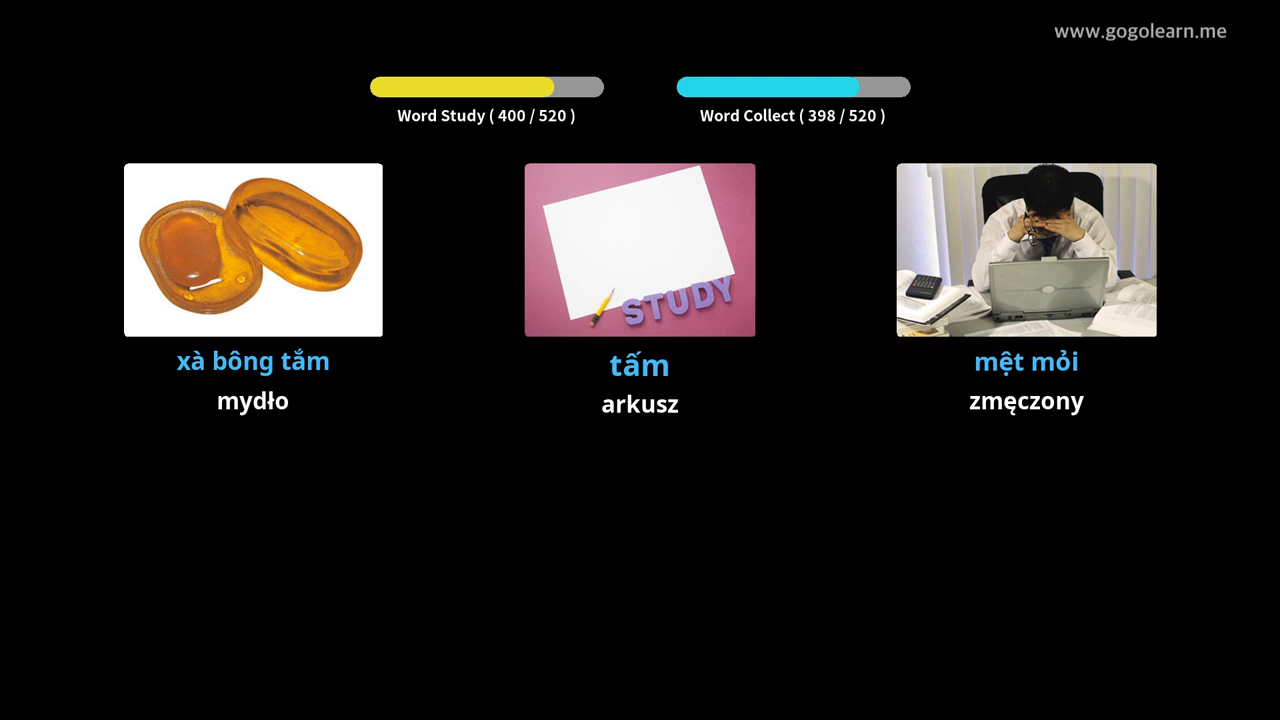 www.gogolearn.me
Word Study ( 400 / 520 )
Word Collect ( 398 / 520 )
STUDY
xà bông tắm
mydło
tấm
arkusz
mệt mỏi
zmęczony